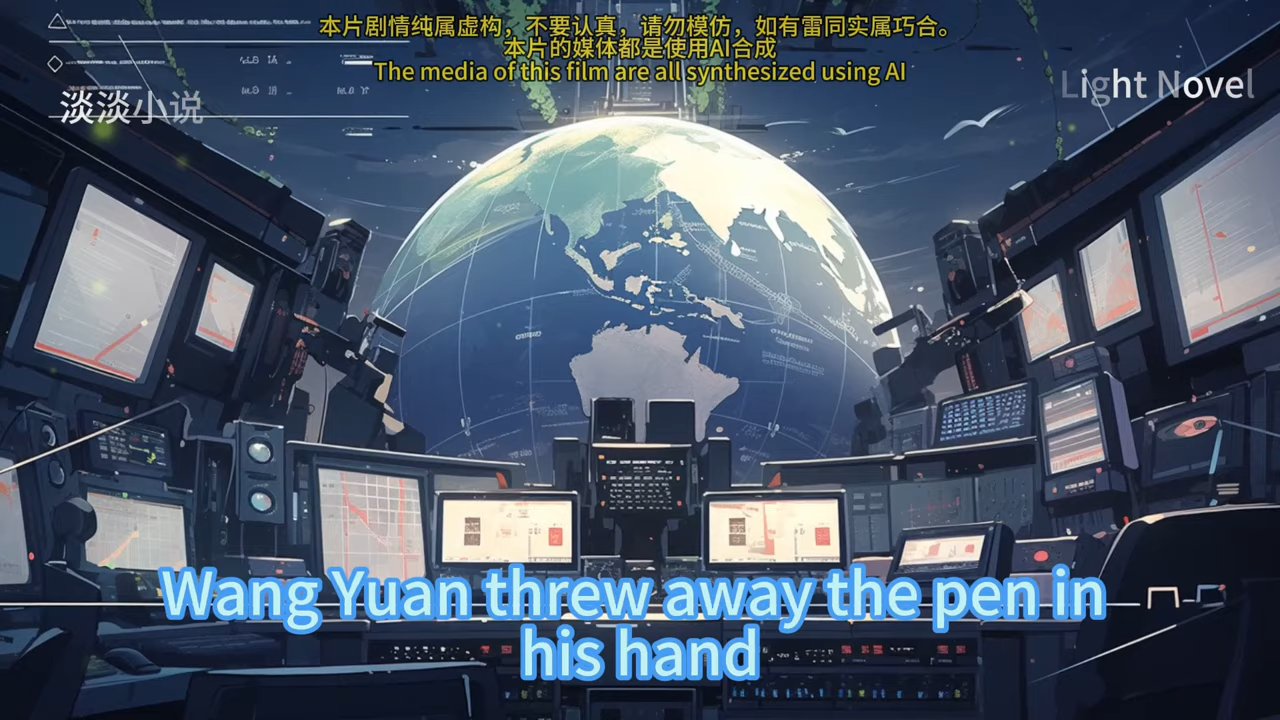 本片剧情纯属虚构，不要认真，请勿模仿，如有雷同实属巧合。
本片的媒体都是使用AI合成
The media of this film are all synthesized using AI
淡淡小说
Light Novel
Wang Yuan threw away the pen in
his hand